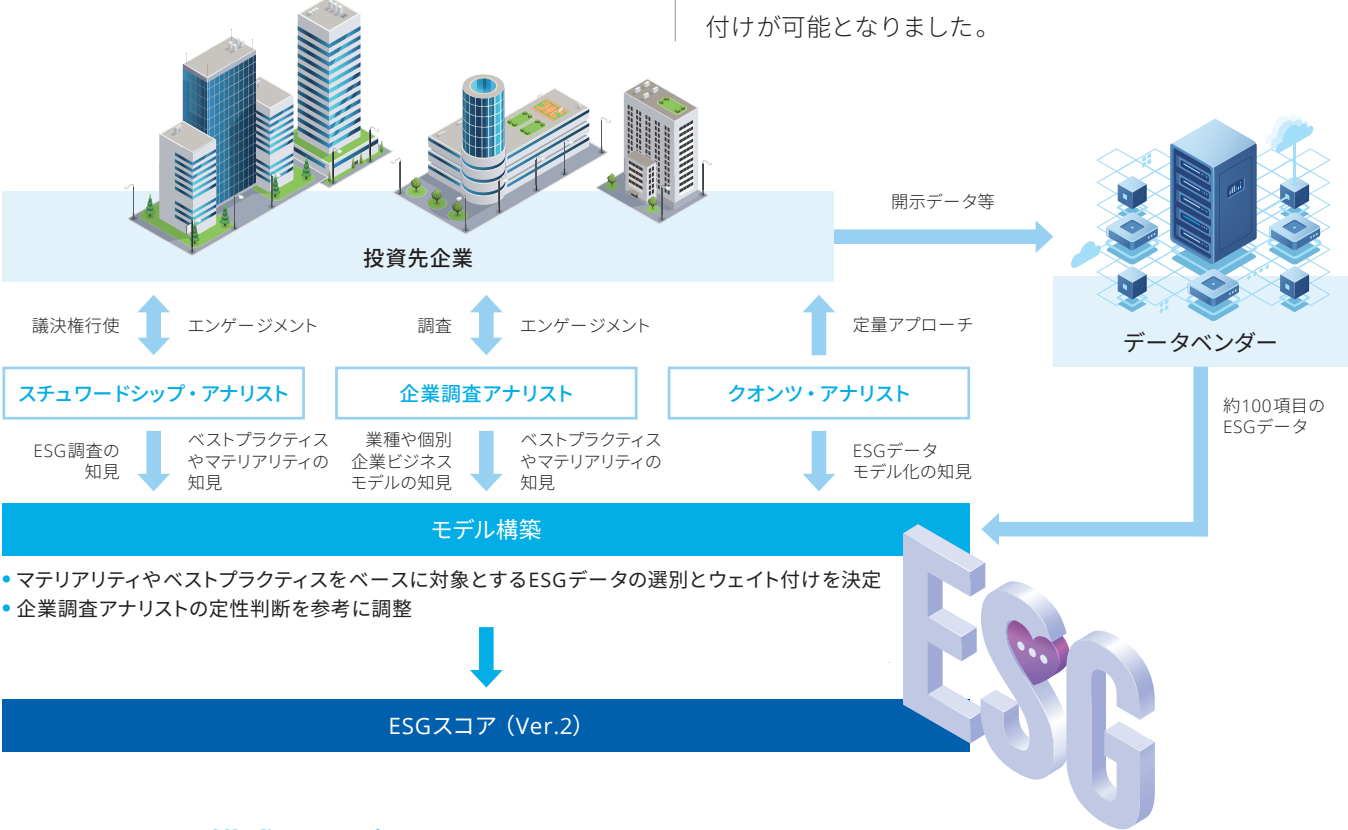 付けが可能となりました。
開示データ等
投資先企業
データベンダー
議決権行使
エンゲージメント
調査
エンゲージメント
定量アプローチ
スチュワードシップ・アナリスト
企業調査アナリスト
クオンツ・アナリスト
約100項目の
ESGデータ
ESG調査の
知見
ベストプラクティス
やマテリアリティの
知見
業種や個別
企業ビジネス
モデルの知見
ベストプラクティス
やマテリアリティの
知見
ESGデータ
モデル化の知見
モデル構築
• マテリアリティやベストプラクティスをベースに対象とするESGデータの選別とウェイト付けを決定
• 企業調査アナリストの定性判断を参考に調整
ESG
ESGスコア（Ver.2）